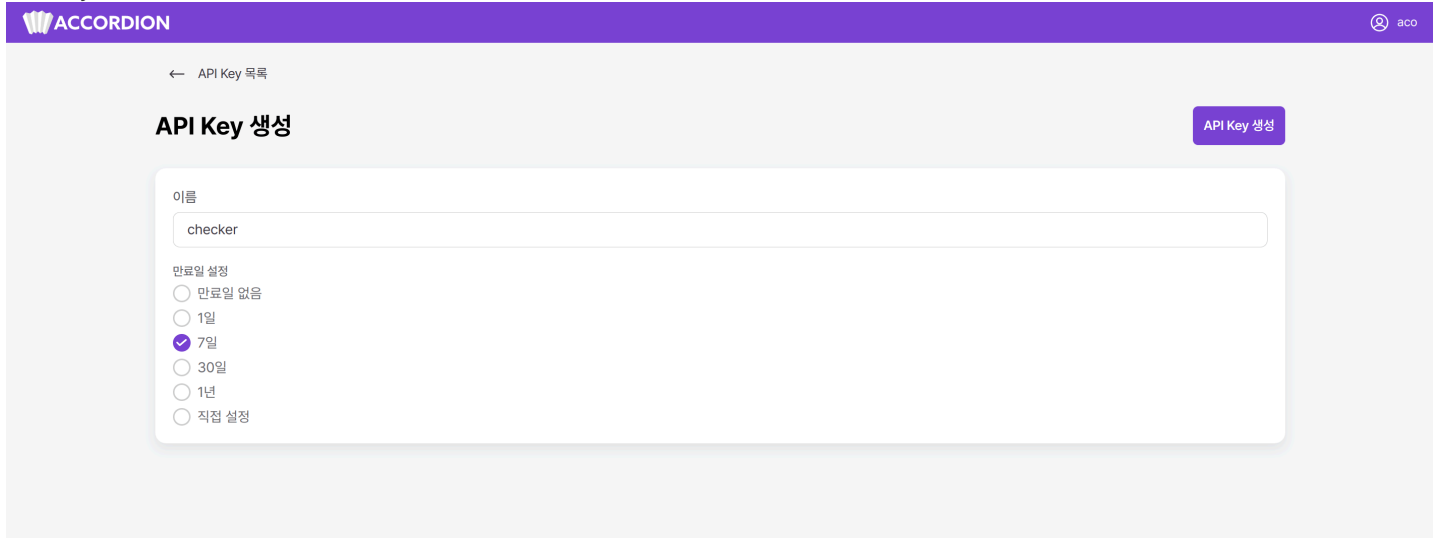 ACCORDION
aco
← API Key 목록
API Key 생성
API Key 생성
이름
checker
만료일 설정
만료일 없음
1일
7일
30일
1년
직접 설정